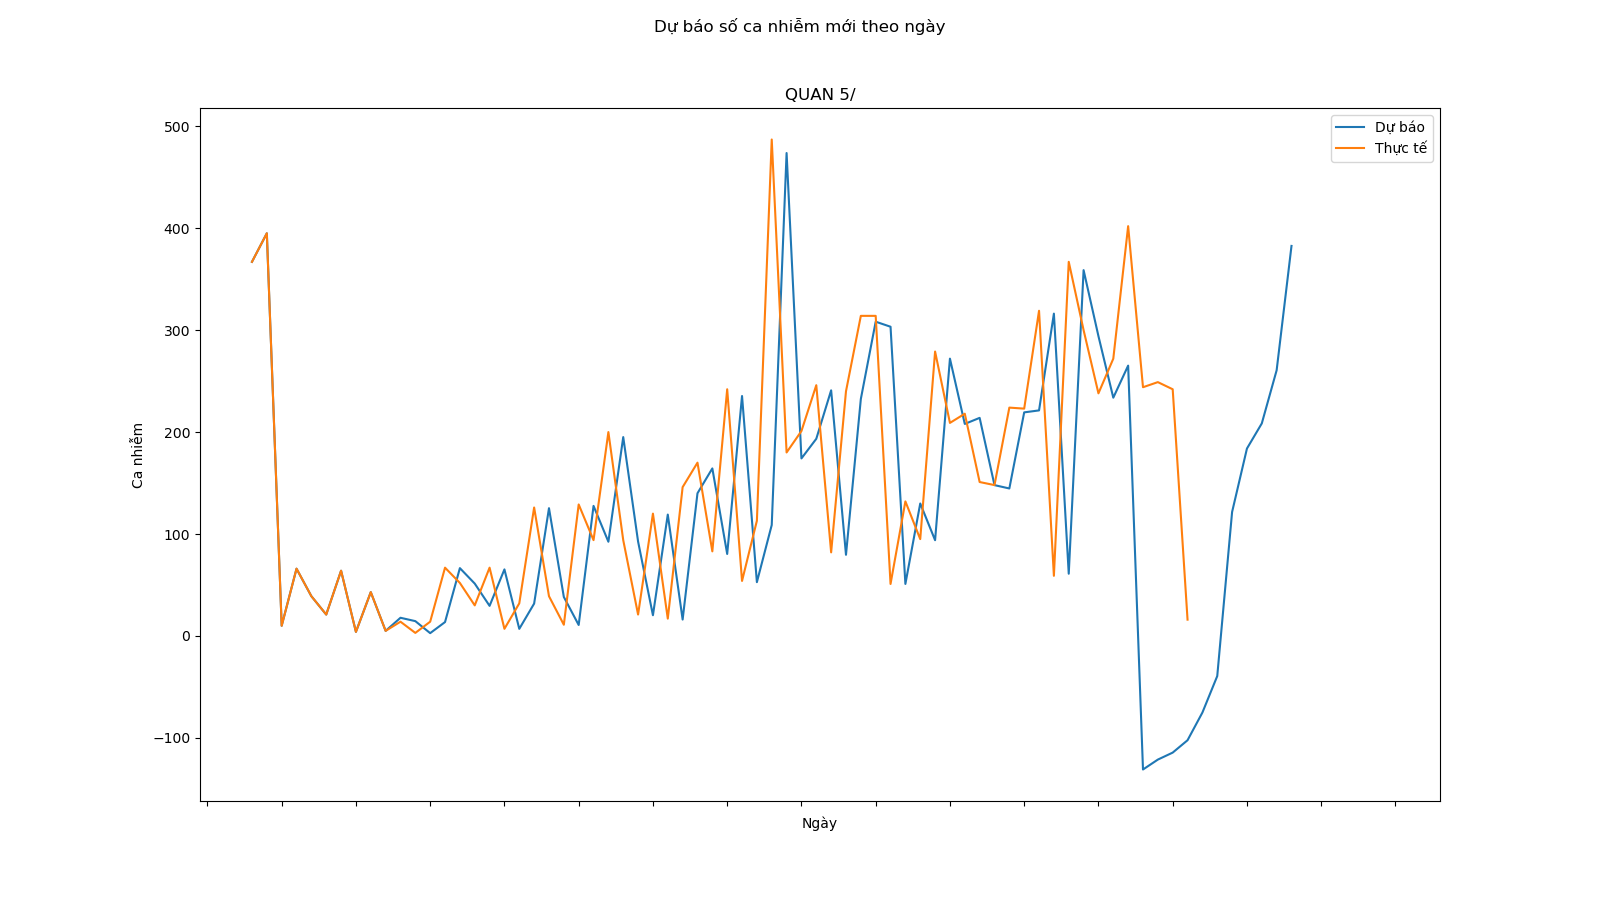 Dự báo số ca nhiễm mới theo ngày
QUAN 5/
500
400
300
200
100
0
−100
Ca nhiễm
Ngày
Dự báo
Thực tế